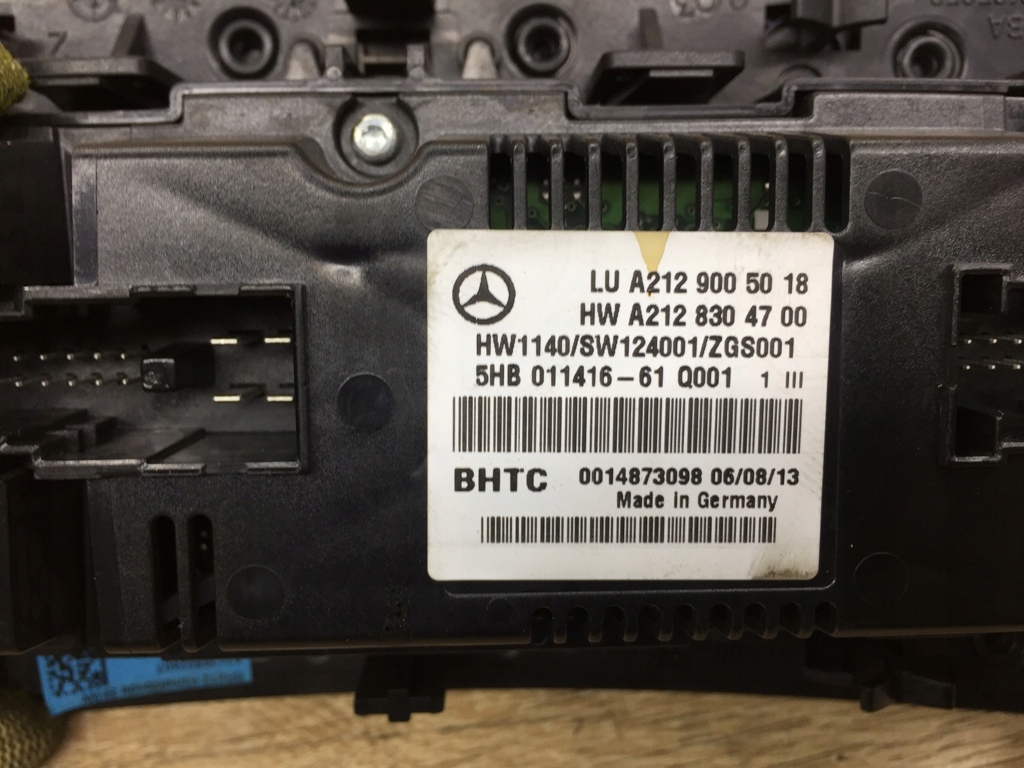 7
LU A212 900 50 18
HW A212 830 47 00
HW1140/SW124001/ZGS001
5HB 011416-61 Q001 1 III
BHTC 0014873098 06/08/13
Made in Germany